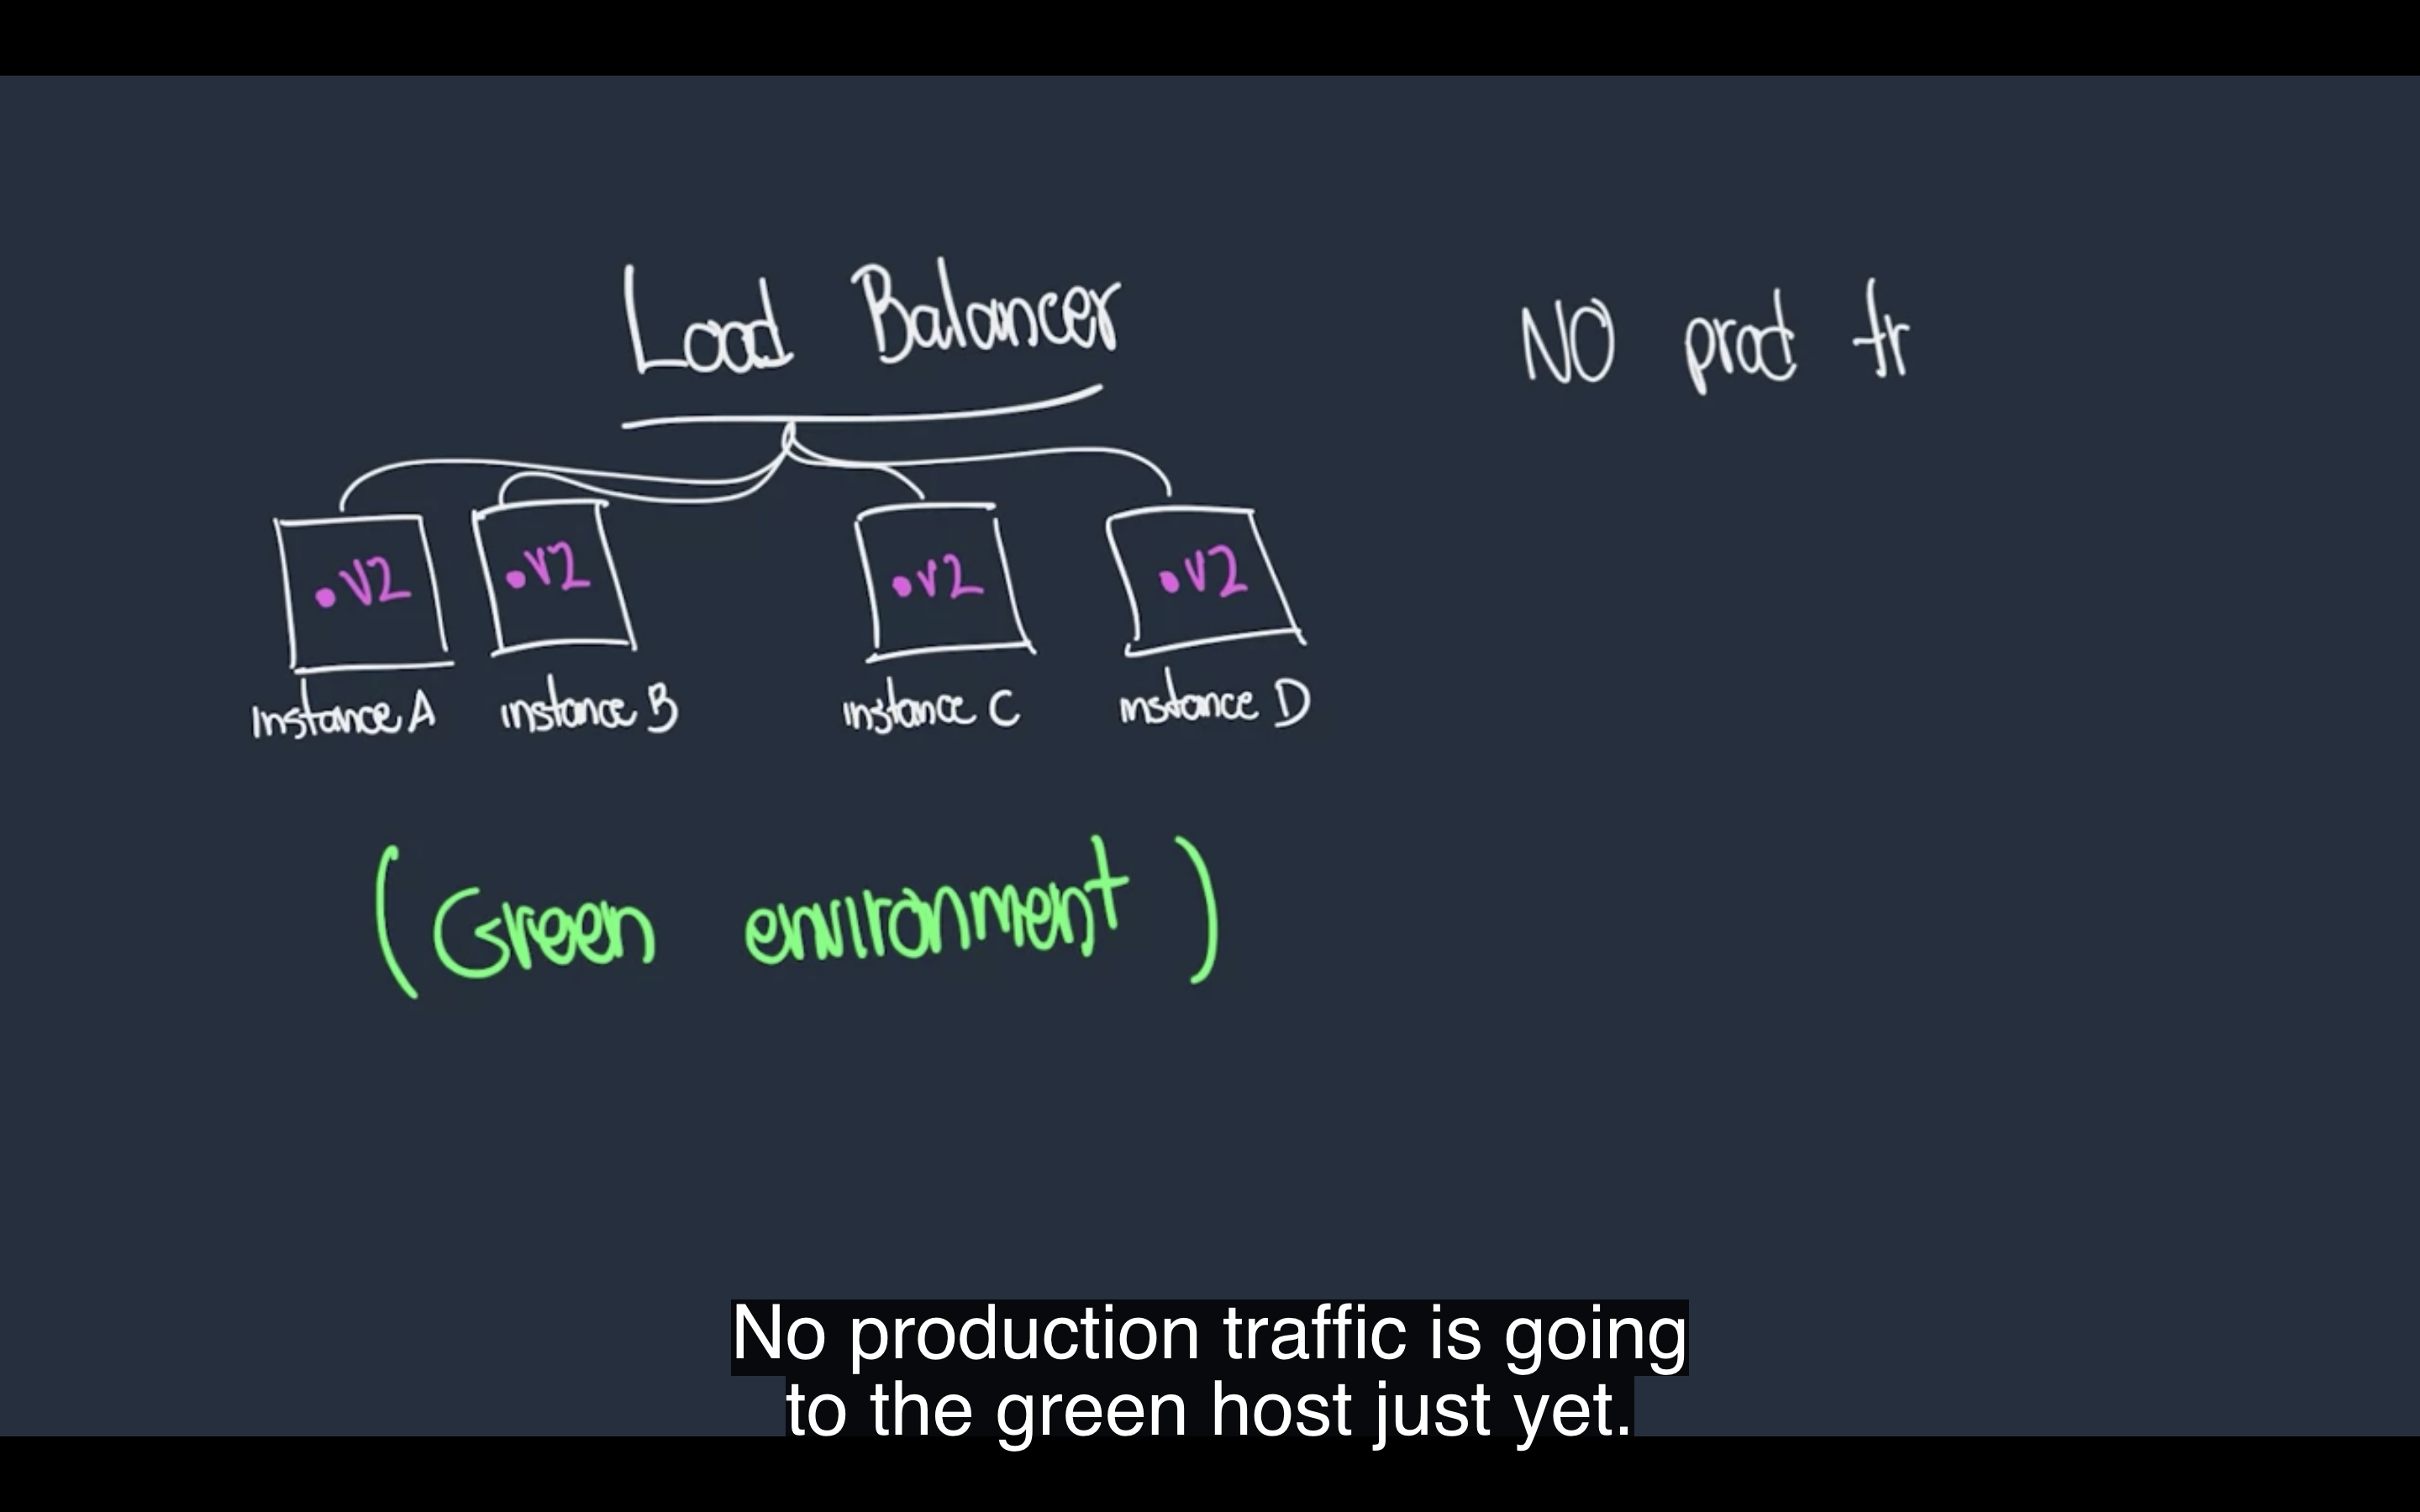 Load Balancer
NO prod tr
•V2
•V2
•V2
•V2
Instance A
instance B
instance C
instance D
(Green environment)
No production traffic is going
to the green host just yet.